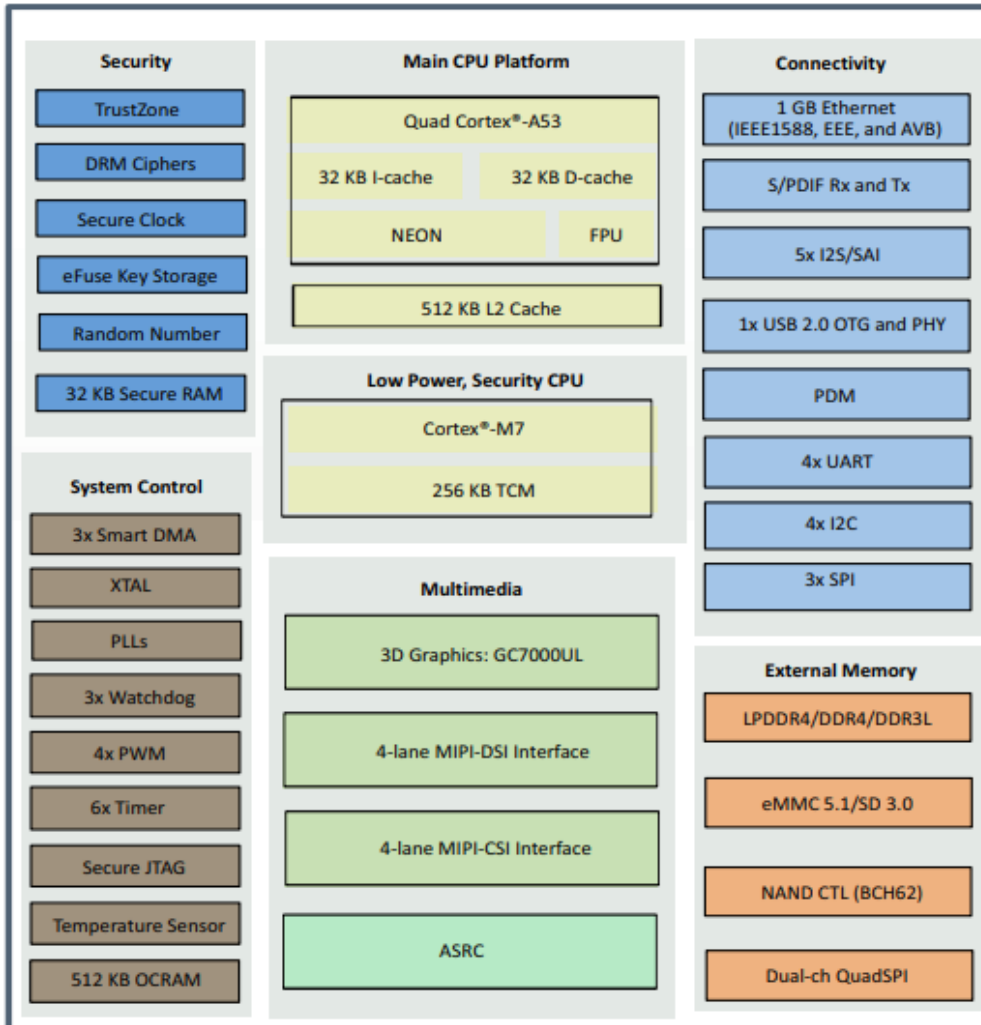 Security
TrustZone
DRM Ciphers
Secure Clock
eFuse Key Storage
Random Number
32 KB Secure RAM
System Control
3x Smart DMA
XTAL
PLLs
3x Watchdog
4x PWM
6x Timer
Secure JTAG
Temperature Sensor
512 KB OCRAM
Main CPU Platform
Quad Cortex®-A53
32 KB I-cache
32 KB D-cache
NEON
FPU
512 KB L2 Cache
Low Power, Security CPU
Cortex®-M7
256 KB TCM
Multimedia
3D Graphics: GC7000UL
4-lane MIPI-DSI Interface
4-lane MIPI-CSI Interface
ASRC
Connectivity
1 GB Ethernet
(IEEE1588, EEE, and AVB)
S/PDIF Rx and Tx
5x I2S/SAI
1x USB 2.0 OTG and PHY
PDM
4x UART
4x I2C
3x SPI
External Memory
LPDDR4/DDR4/DDR3L
eMMC 5.1/SD 3.0
NAND CTL (BCH62)
Dual-ch QuadSPI